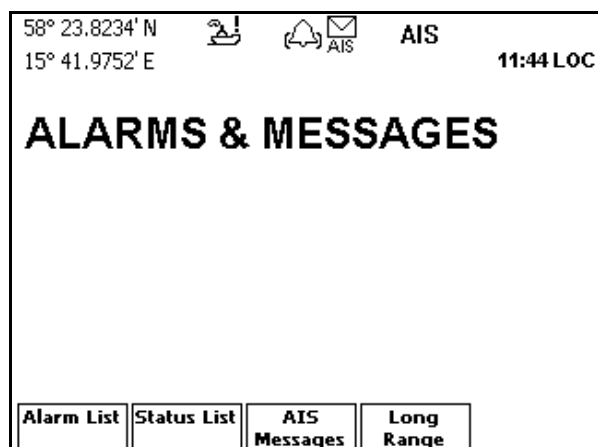 58° 23.8234' N
AIS
AIS
15° 41.9752' E
11:44 LOC
ALARMS & MESSAGES
Alarm List
Status List
AIS
Messages
Long
Range